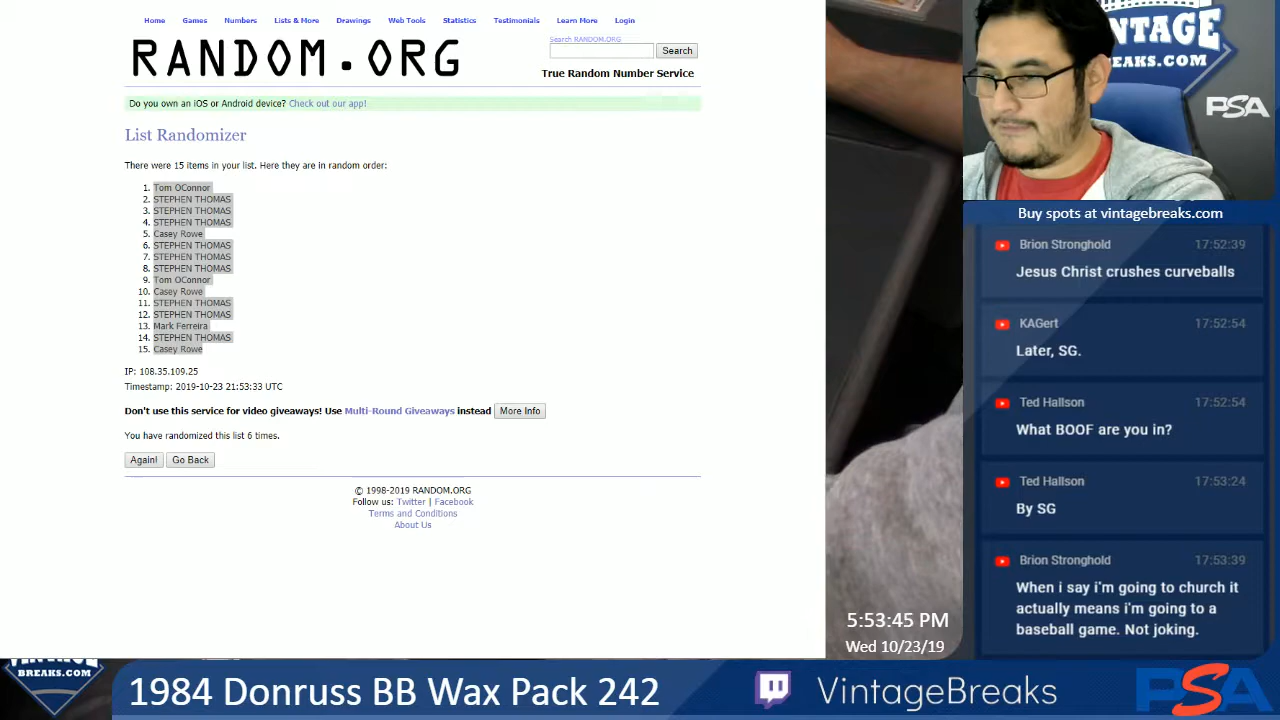 Home Games Numbers Lists & More Drawings Web Tools Statistics Testimonials Learn More Login
RANDOM.ORG
Search RANDOM.ORG
Search
True Random Number Service
Do you own an iOS or Android device? Check out our app!
List Randomizer
There were 15 items in your list. Here they are in random order:
1. Tom OConnor
2. STEPHEN THOMAS
3. STEPHEN THOMAS
4. STEPHEN THOMAS
5. Casey Rowe
6. STEPHEN THOMAS
7. STEPHEN THOMAS
8. STEPHEN THOMAS
9. Tom OConnor
10. Casey Rowe
11. STEPHEN THOMAS
12. STEPHEN THOMAS
13. Mark Ferreira
14. STEPHEN THOMAS
15. Casey Rowe
IP: 108.35.109.25
Timestamp: 2019-10-23 21:53:33 UTC
Don't use this service for video giveaways! Use Multi-Round Giveaways instead More Info
You have randomized this list 6 times.
Again! Go Back
© 1998-2019 RANDOM.ORG
Follow us: Twitter | Facebook
Terms and Conditions
About Us
NTAGE
KS.COM
PSA
Buy spots at vintagebreaks.com
Brion Stronghold 17:52:39
Jesus Christ crushes curveballs
KAGert 17:52:54
Later, SG.
Ted Hallson 17:52:54
What BOOF are you in?
Ted Hallson 17:53:24
By SG
Brion Stronghold 17:53:39
When i say i'm going to church it
actually means i'm going to a
baseball game. Not joking.
5:53:45 PM
Wed 10/23/19
VINTAGE
BREAKS.COM
1984 Donruss BB Wax Pack 242
VintageBreaks
PSA